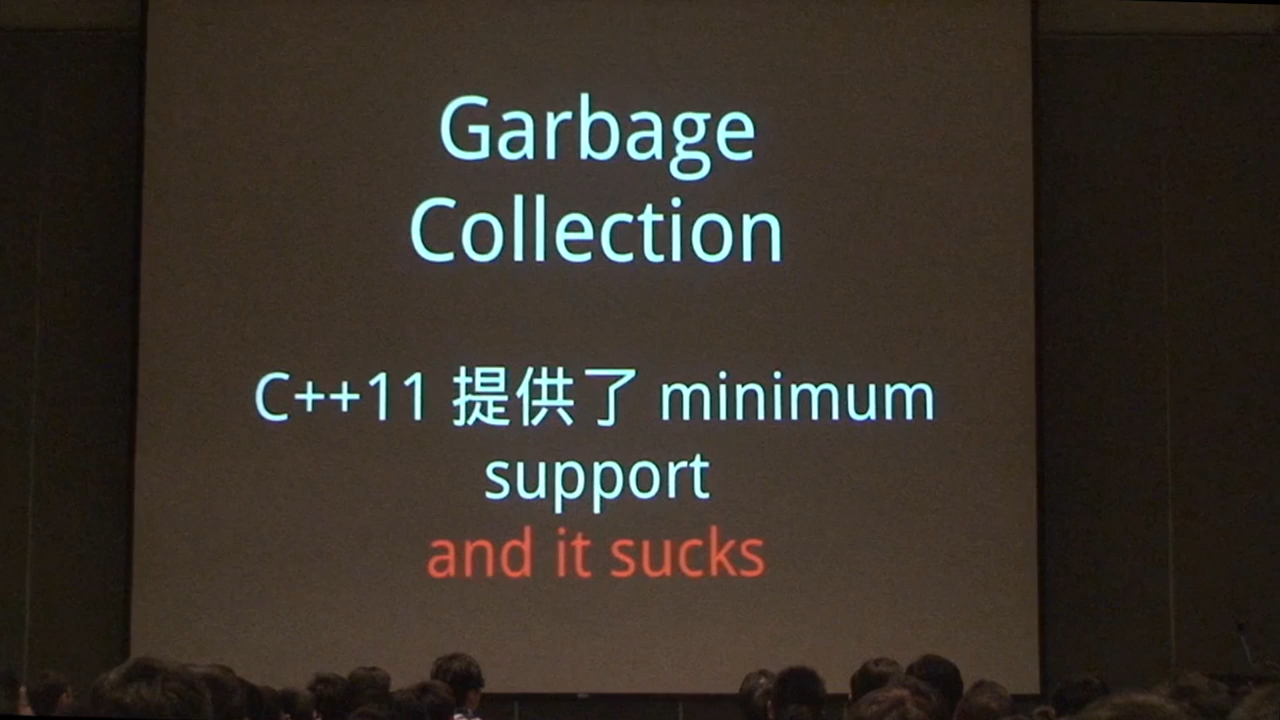 Garbage
Collection
C++11 提供了 minimum
support
and it sucks